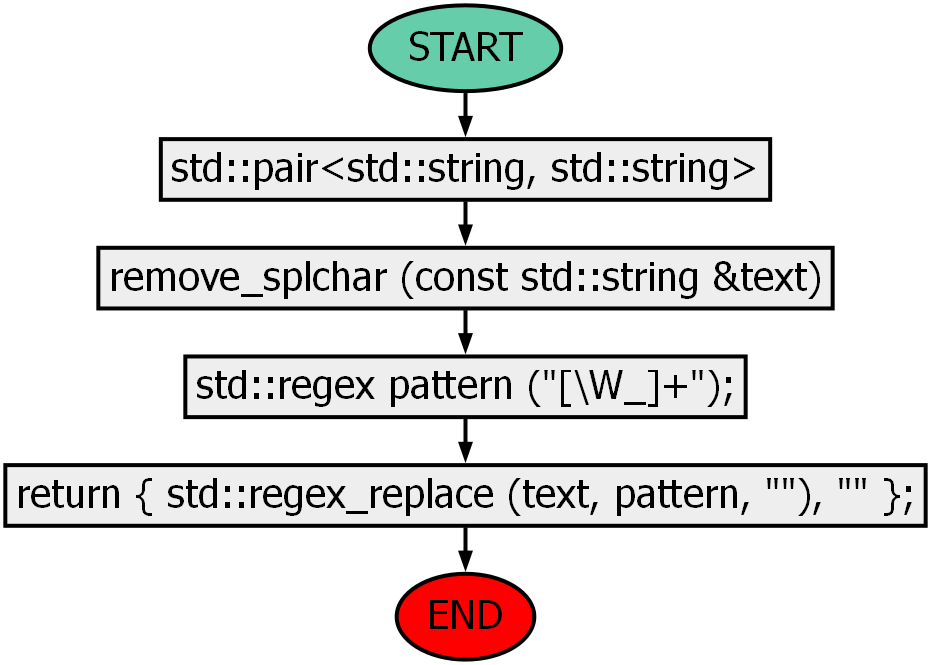 START
std::pair<std::string, std::string>
remove_splchar (const std::string &text)
std::regex pattern ("[\W_]+");
return { std::regex_replace (text, pattern, ""), "" };
END